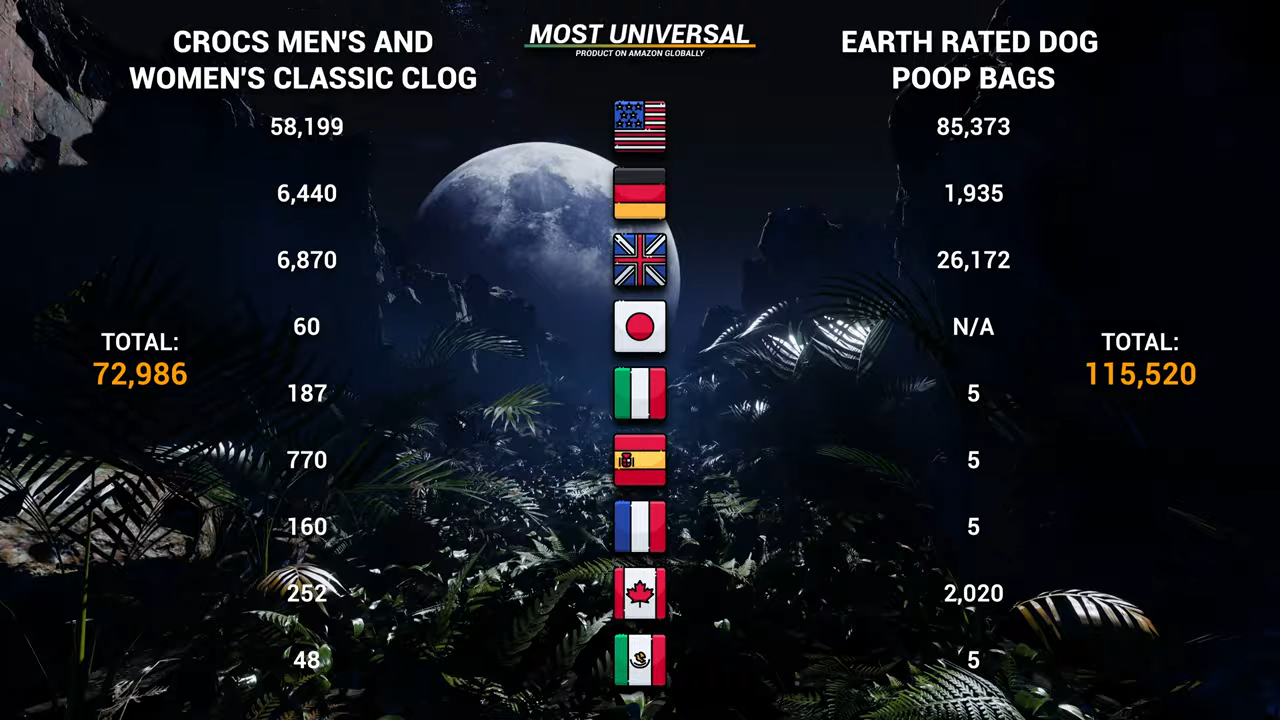 MOST UNIVERSAL
PRODUCT ON AMAZON GLOBALLY
CROCS MEN'S AND
WOMEN'S CLASSIC CLOG
58,199
6,440
6,870
60
187
770
160
252
48
TOTAL:
72,986
EARTH RATED DOG
POOP BAGS
85,373
1,935
26,172
N/A
5
5
5
2,020
5
TOTAL:
115,520